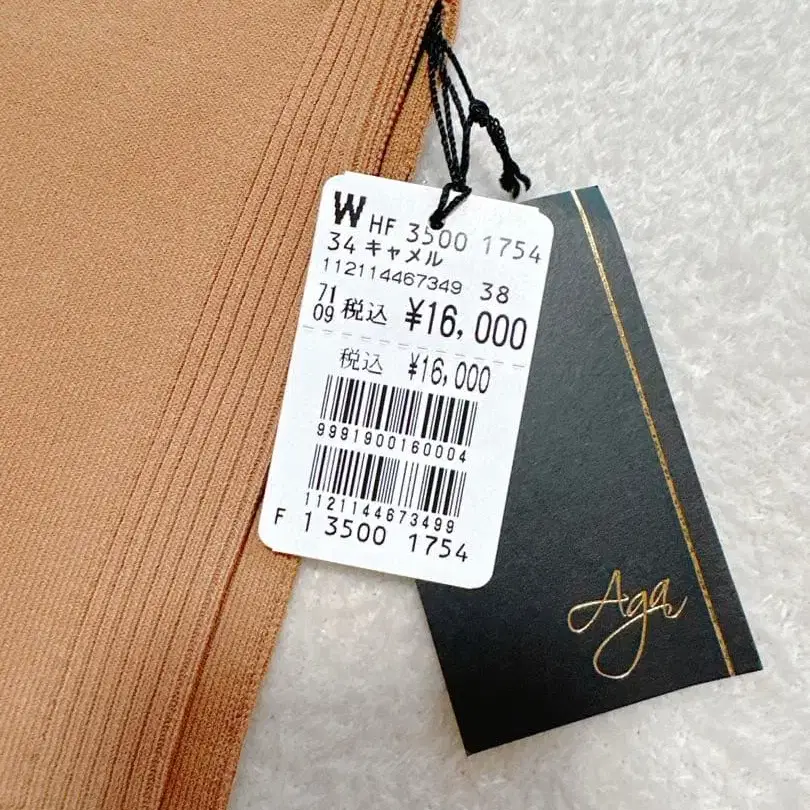 W HF 3500 1754
34 キャメル
112114467349 38
71
09 税込 ¥16,000
税込 ¥16,000
9991900160004
1121144673499
F 1 3500 1754
Aga